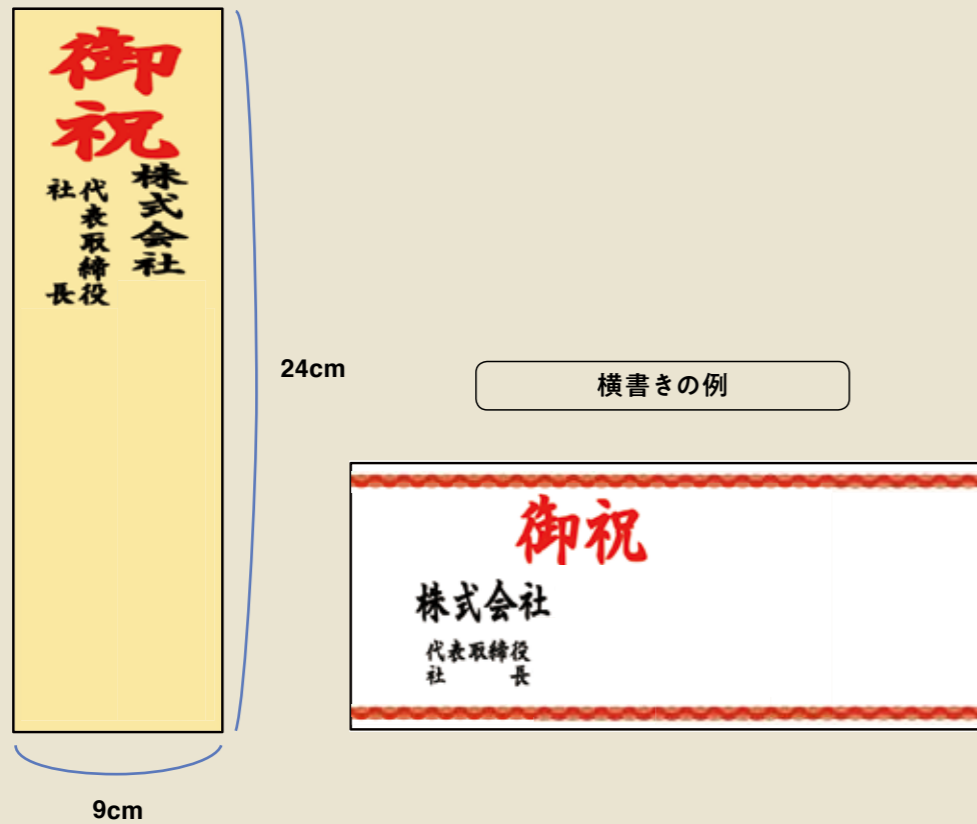 御祝
株式会社
代表取締役
社長
24cm
9cm
横書きの例
御祝
株式会社
代表取締役
社長